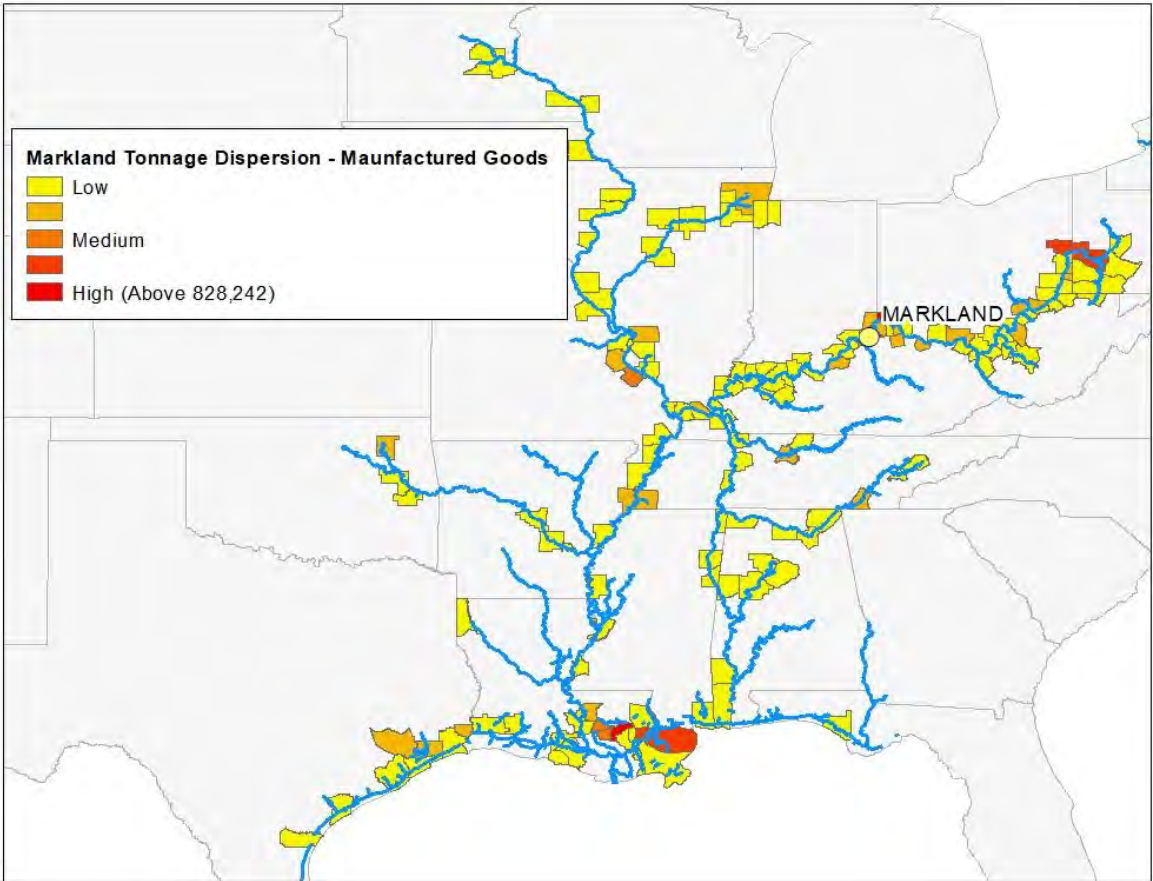 Markland Tonnage Dispersion - Maunfactured Goods
Low
Medium
High (Above 828,242)
MARKLAND